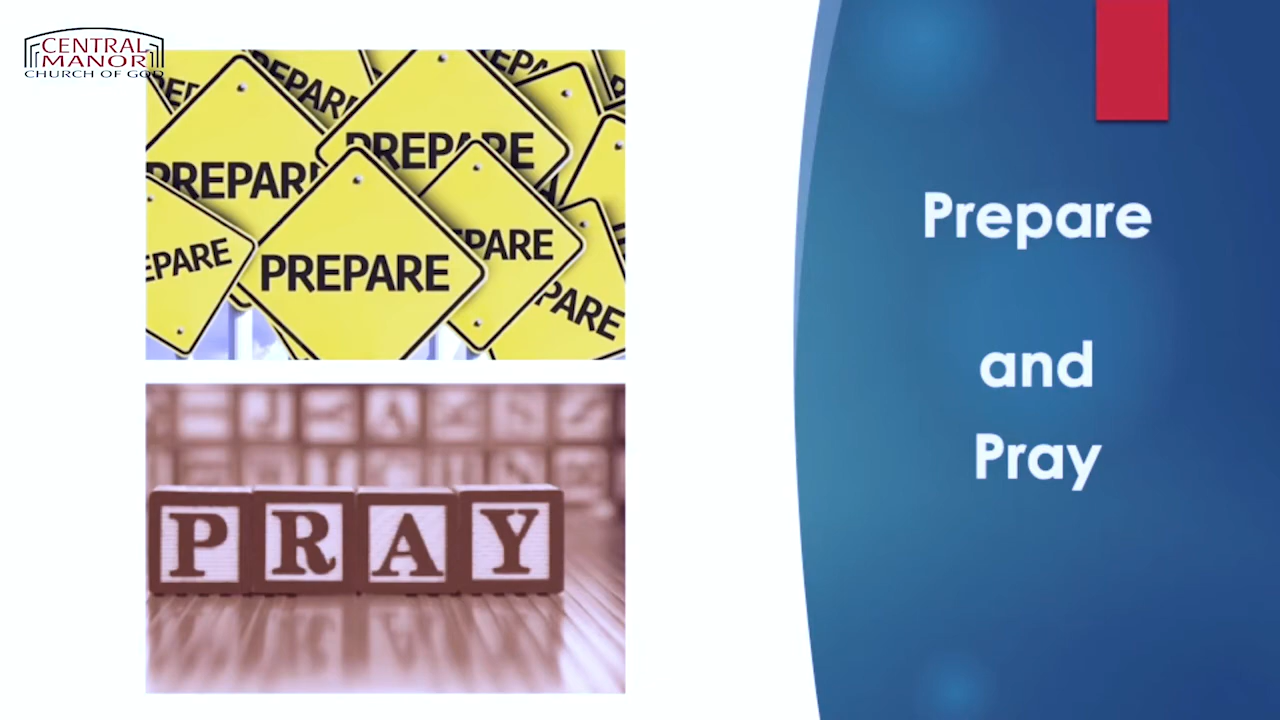 CENTRAL
MANOR
CHURCH OF GOD
PREPARE
PREPARE
PREPARE
PRAY
Prepare
and
Pray